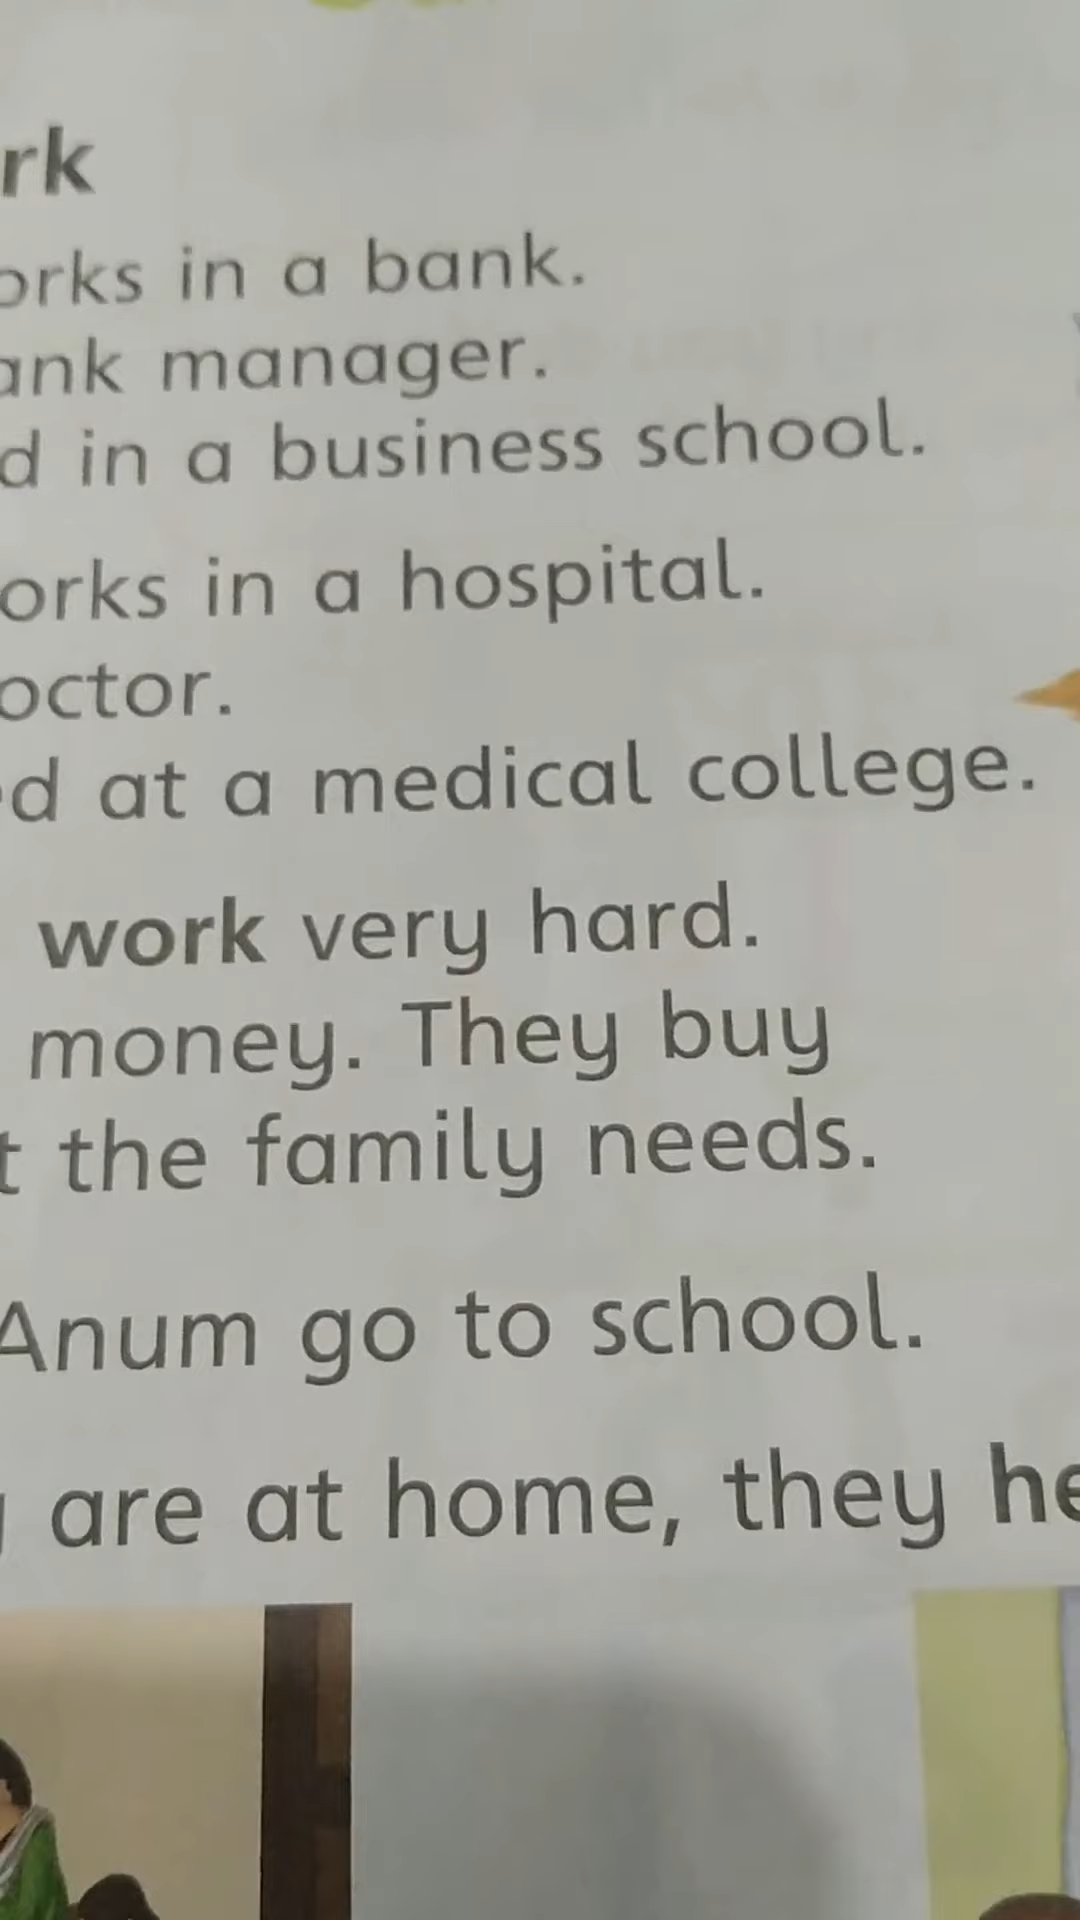 rk
orks in a bank.
ank manager.
d in a business school.
orks in a hospital.
octor.
d at a medical college.
work very hard.
money. They buy
t the family needs.
Anum go to school.
are at home, they he